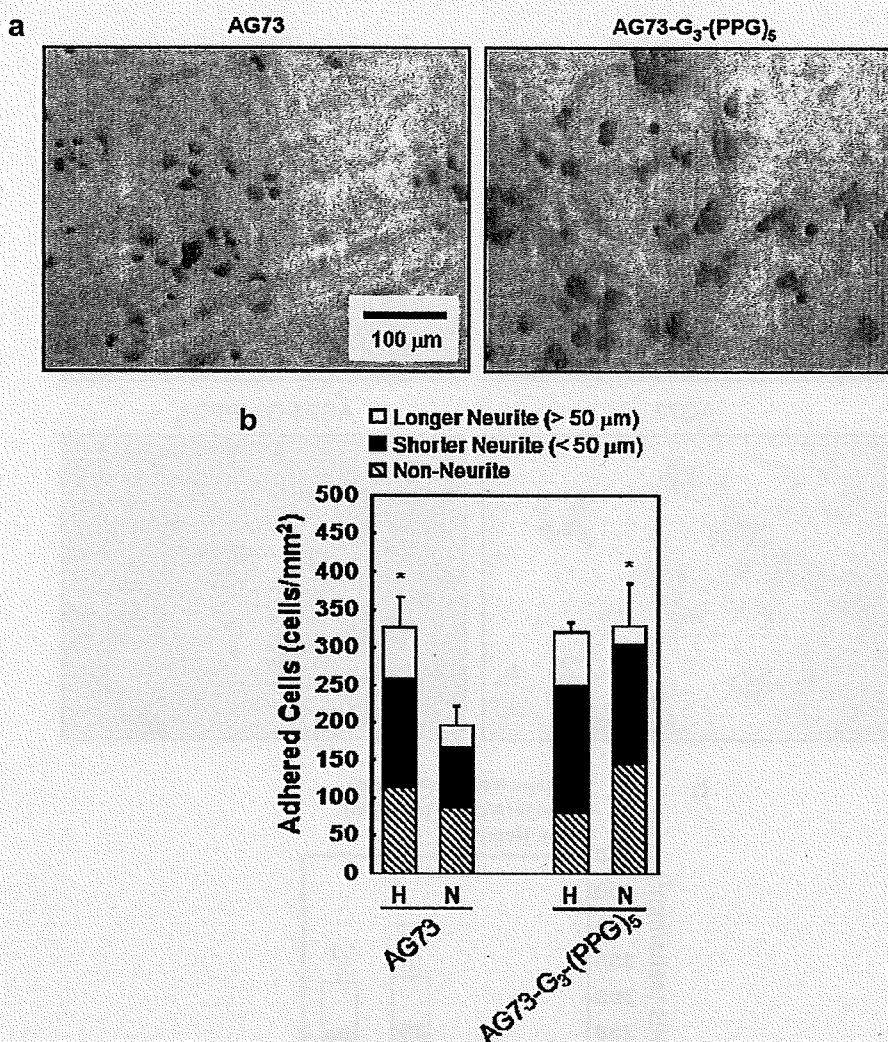 a
AG73
AG73-G₃-(PPG)₅
100 µm
b
Longer Neurite (> 50 µm)
Shorter Neurite (< 50 µm)
Non-Neurite
Adhered Cells (cells/mm²)
500
450
400
350
300
250
200
150
100
50
0
*
*
H N H N
AG73
AG73-G₃-(PPG)₅